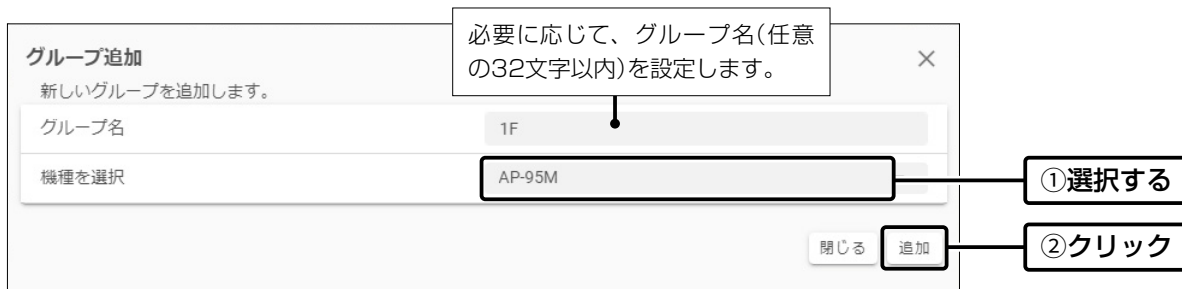 必要に応じて、グループ名(任意
の32文字以内)を設定します。
グループ追加
新しいグループを追加します。
グループ名
1F
機種を選択
AP-95M
①選択する
閉じる
追加
②クリック